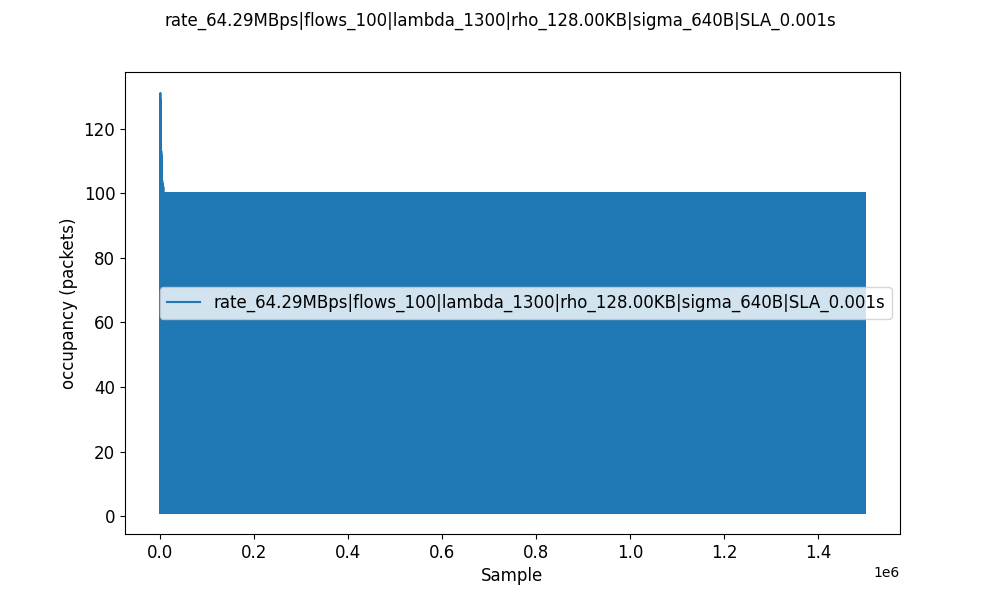 rate_64.29MBps|flows_100|lambda_1300|rho_128.00KB|sigma_640B|SLA_0.001s
120
100
80
60
40
20
0
occupancy (packets)
rate_64.29MBps|flows_100|lambda_1300|rho_128.00KB|sigma_640B|SLA_0.001s
0.0 0.2 0.4 0.6 0.8 1.0 1.2 1.4
1e6
Sample